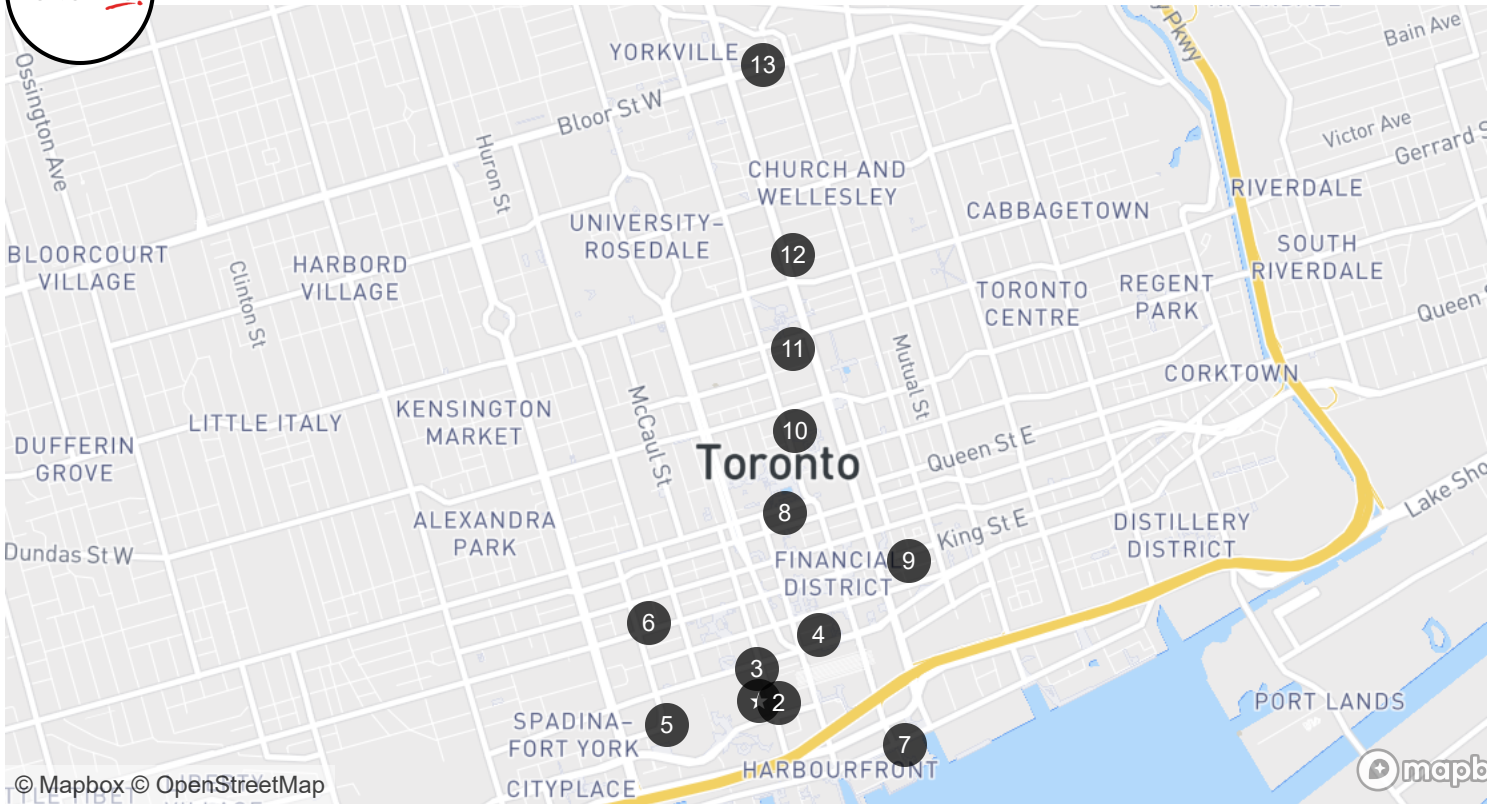 Pkwy
Bain Ave
YORKVILLE
13
Ossington Ave
Bloor St W
Victor Ave
Gerrard S
Huron St
CHURCH AND
WELLESLEY
RIVERDALE
CABBAGETOWN
UNIVERSITY-
ROSEDALE
SOUTH
RIVERDALE
BLOORCOURT
VILLAGE
12
HARBORD
VILLAGE
Clinton St
TORONTO
CENTRE
REGENT
PARK
Queen
11
Mutual St
CORKTOWN
McCaul St
LITTLE ITALY
KENSINGTON
MARKET
10
DUFFERIN
GROVE
Toronto
Queen St E
Lake Sho
8
ALEXANDRA
PARK
King St E
DISTILLERY
DISTRICT
Dundas St W
FINANCIAL
DISTRICT
9
6
4
3
2
5
SPADINA-
FORT YORK
7
PORT LANDS
HARBOURFRONT
CITYPLACE
© Mapbox © OpenStreetMap
mapb